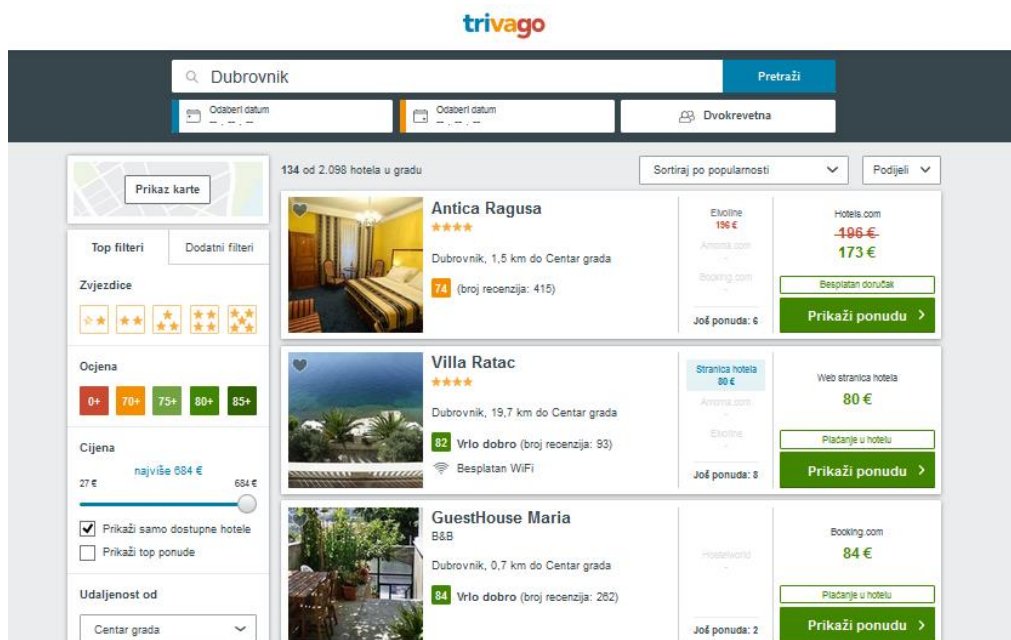 trivago
Dubrovnik
Pretraži
Odaberi datum
-- . -- . --
Odaberi datum
-- . -- . --
Dvokrevetna
Prikaz karte
134 od 2.098 hotela u gradu
Sortiraj po popularnosti
Podijeli
Top filteri
Dodatni filteri
Zvjezdice
Ocjena
0+
70+
75+
80+
85+
Cijena
najviše 684 €
27 €
684 €
Prikaži samo dostupne hotele
Prikaži top ponude
Udaljenost od
Centar grada
Antica Ragusa
Dubrovnik, 1,5 km do Centar grada
74 (broj recenzija: 415)
Elvoline
196 €
Amoma.com
-
Booking.com
-
Još ponuda: 6
Hotels.com
196 €
173 €
Besplatan doručak
Prikaži ponudu
Villa Ratac
Dubrovnik, 19,7 km do Centar grada
82 Vrlo dobro (broj recenzija: 93)
Besplatan WiFi
Stranica hotela
80 €
Amoma.com
-
Elvoline
-
Još ponuda: 8
Web stranica hotela
80 €
Plaćanje u hotelu
Prikaži ponudu
GuestHouse Maria
B&B
Dubrovnik, 0,7 km do Centar grada
84 Vrlo dobro (broj recenzija: 262)
Hostelworld
-
Još ponuda: 2
Booking.com
84 €
Plaćanje u hotelu
Prikaži ponudu